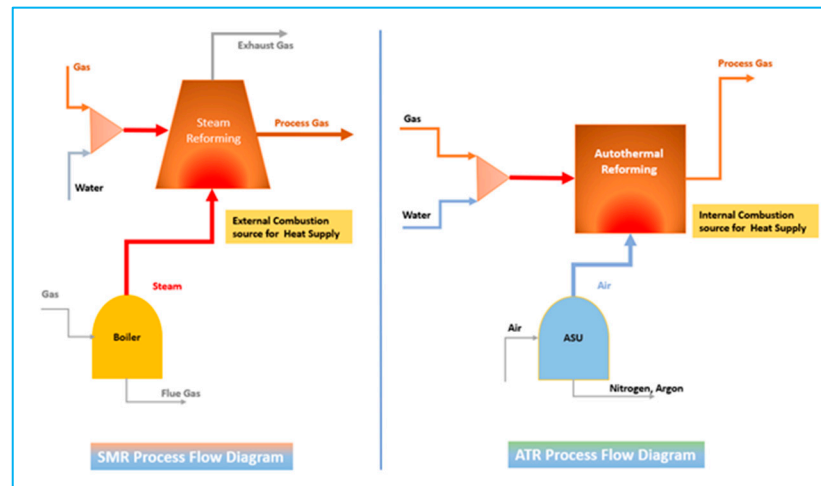 Exhaust Gas
Gas
Steam
Reforming
Process Gas
Water
External Combustion
source for Heat Supply
Steam
Gas
Boiler
Flue Gas
SMR Process Flow Diagram
Process Gas
Gas
Autothermal
Reforming
Water
Internal Combustion
source for Heat Supply
Air
Air
ASU
Nitrogen, Argon
ATR Process Flow Diagram